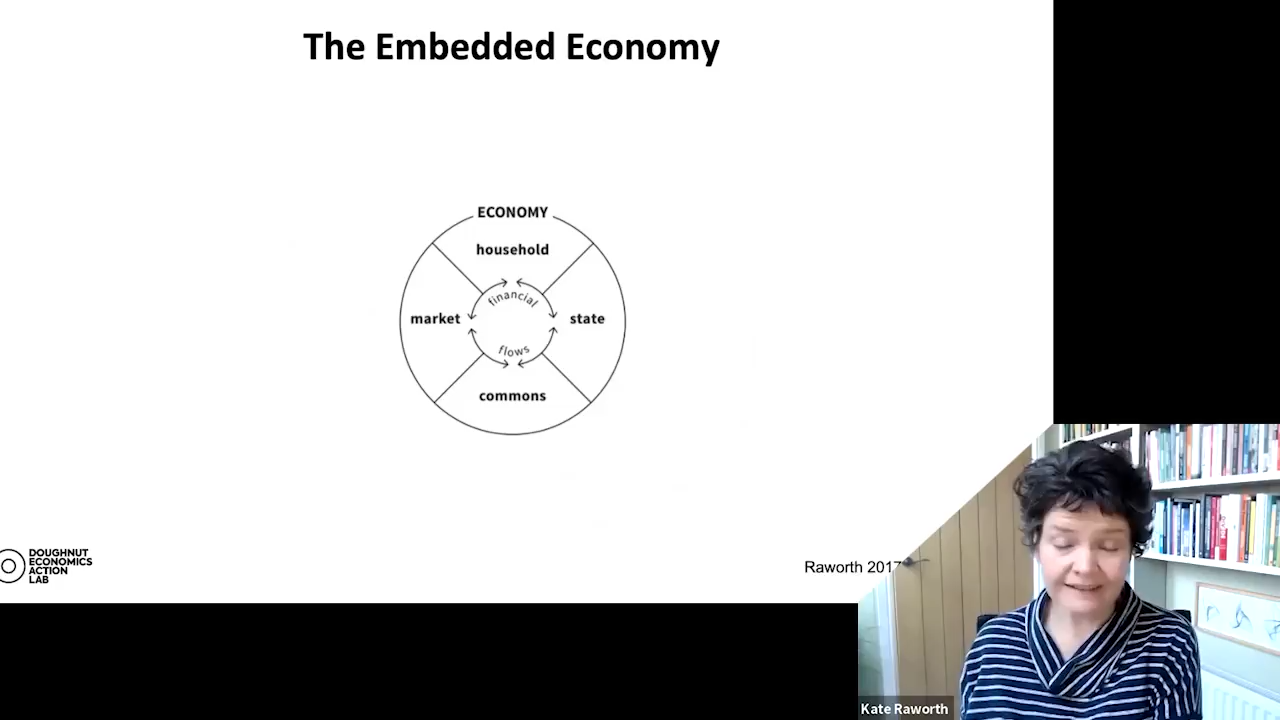 The Embedded Economy
ECONOMY
household
financial
market
state
flows
commons
DOUGHNUT
ECONOMICS
ACTION
LAB
Raworth 2017
Kate Raworth